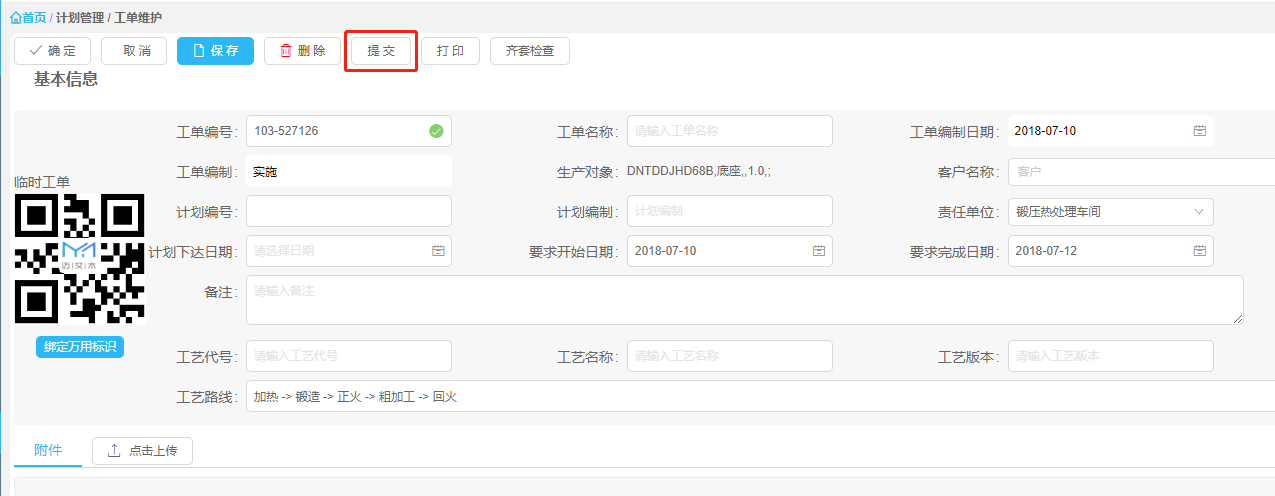 首页 / 计划管理 / 工单维护
确 定 取 消 保 存 删 除 提 交 打 印 齐套检查
基本信息
工单编号: 103-527126 工单名称: 请输入工单名称 工单编制日期: 2018-07-10
工单编制: 实施 生产对象: DNTDDJHD68B,底座,,1.0,; 客户名称: 客户
临时工单
计划编号: 计划编制: 计划编制 责任单位: 锻压热处理车间
计划下达日期: 请选择日期 要求开始日期: 2018-07-10 要求完成日期: 2018-07-12
迈艾木
备注: 请输入备注
绑定万用标识
工艺代号: 请输入工艺代号 工艺名称: 请输入工艺名称 工艺版本: 请输入工艺版本
工艺路线: 加热 -> 锻造 -> 正火 -> 粗加工 -> 回火
附件 点击上传